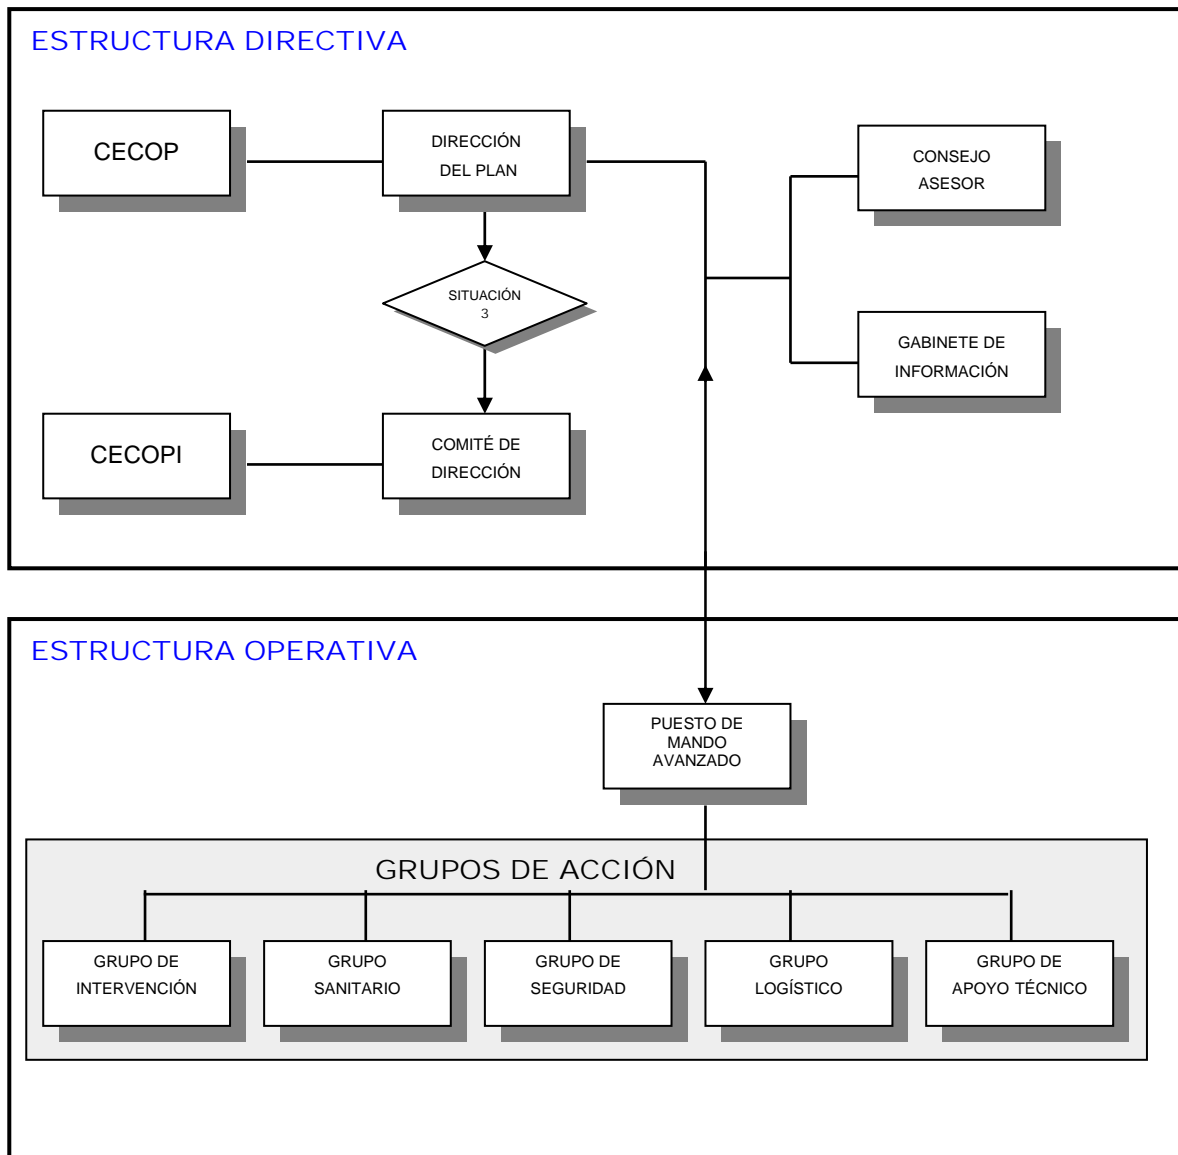 ESTRUCTURA DIRECTIVA
CECOP
DIRECCIÓN
DEL PLAN
CONSEJO
ASESOR
SITUACIÓN
3
GABINETE DE
INFORMACIÓN
CECOPI
COMITÉ DE
DIRECCIÓN
ESTRUCTURA OPERATIVA
PUESTO DE
MANDO
AVANZADO
GRUPOS DE ACCIÓN
GRUPO DE
INTERVENCIÓN
GRUPO
SANITARIO
GRUPO DE
SEGURIDAD
GRUPO
LOGÍSTICO
GRUPO DE
APOYO TÉCNICO